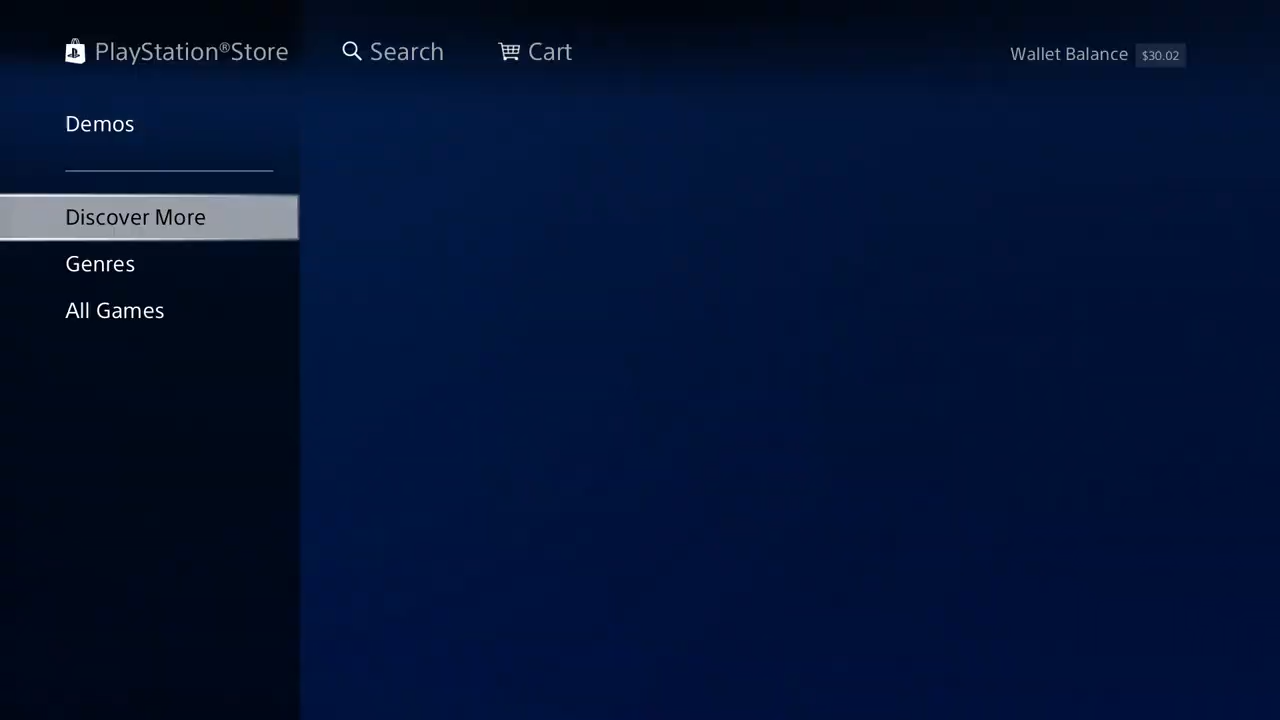 PlayStation®Store Search Cart Wallet Balance $30.02
Demos
Discover More
Genres
All Games